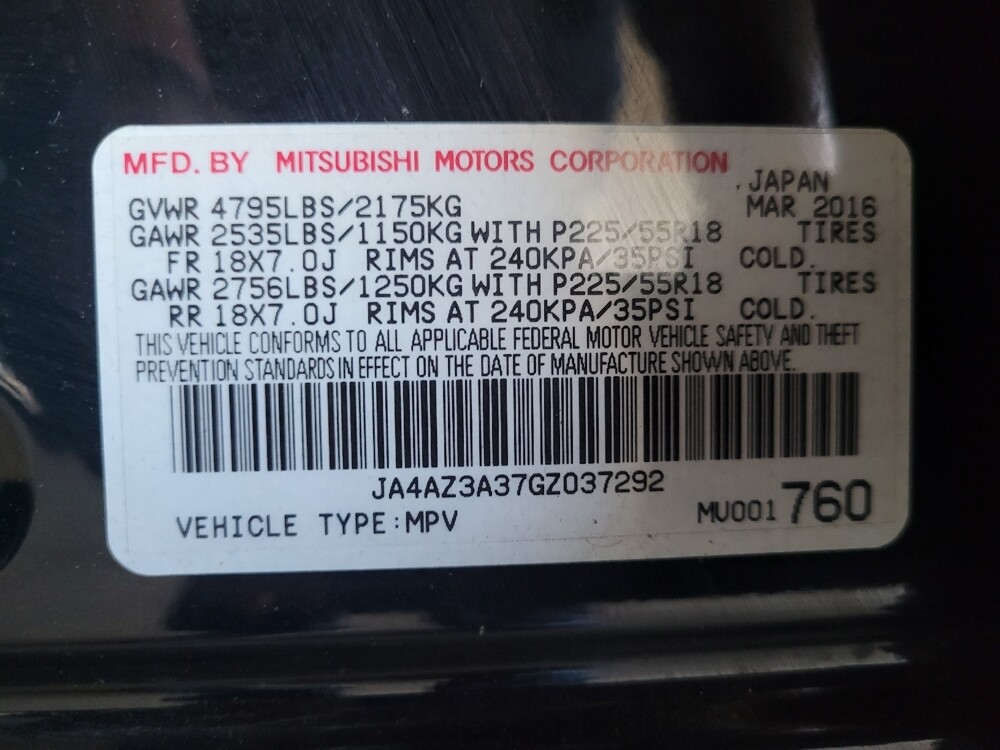 MFD. BY MITSUBISHI MOTORS CORPORATION
JAPAN
GVWR 4795LBS/2175KG MAR 2016
GAWR 2535LBS/1150KG WITH P225/55R18 TIRES
FR 18X7.0J RIMS AT 240KPA/35PSI COLD.
GAWR 2756LBS/1250KG WITH P225/55R18 TIRES
RR 18X7.0J RIMS AT 240KPA/35PSI COLD.
THIS VEHICLE CONFORMS TO ALL APPLICABLE FEDERAL MOTOR VEHICLE SAFETY AND THEFT
PREVENTION STANDARDS IN EFFECT ON THE DATE OF MANUFACTURE SHOWN ABOVE.
JA4AZ3A37GZ037292
VEHICLE TYPE:MPV MU001760